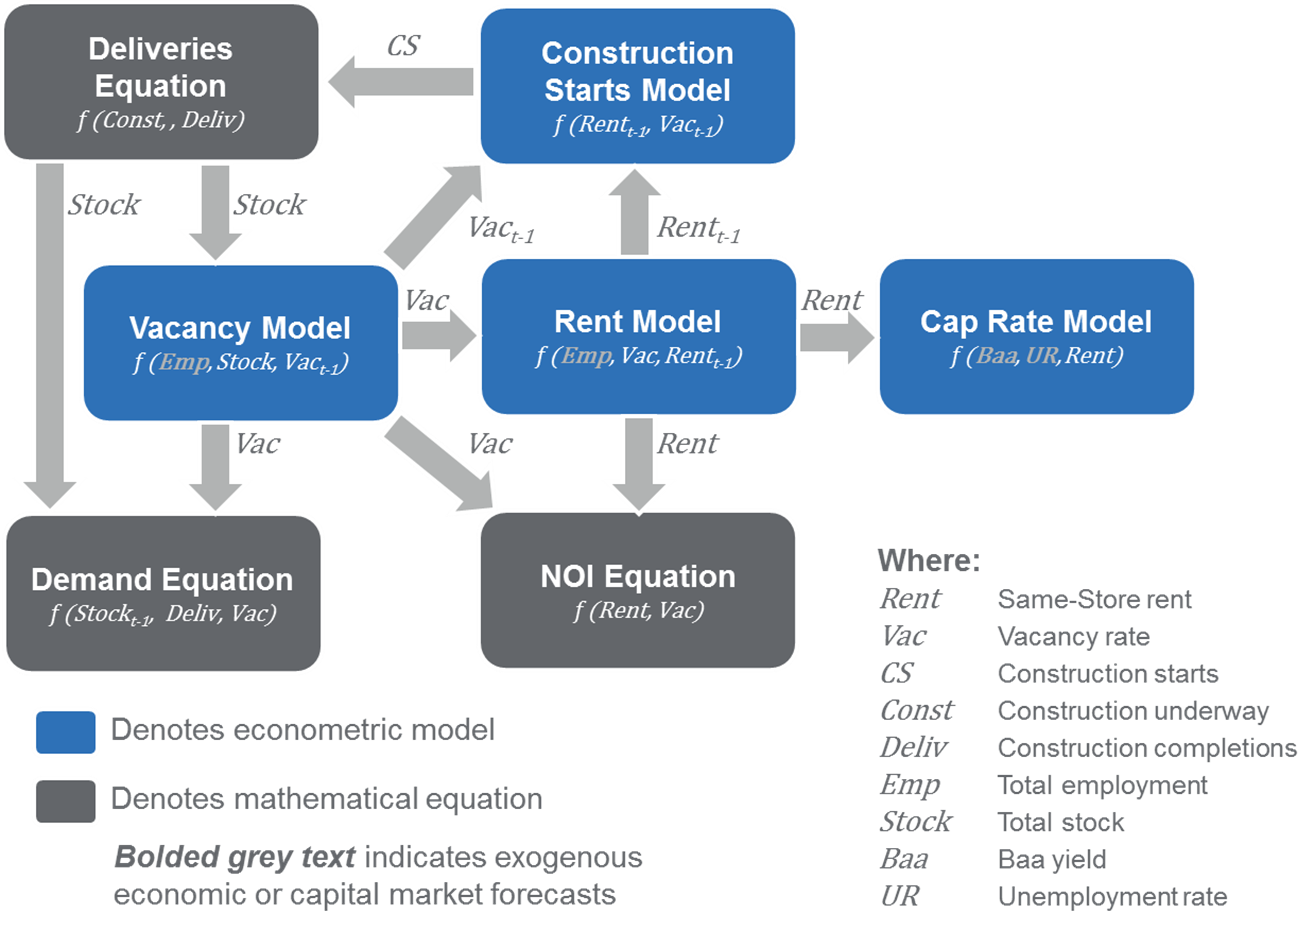 Deliveries
Equation
f (Const, , Deliv)
CS
Construction
Starts Model
f (Rentt-1, Vact-1)
Stock
Stock
Vact-1
Rentt-1
Vacancy Model
f (Emp, Stock, Vact-1)
Vac
Rent Model
f (Emp, Vac, Rentt-1)
Rent
Cap Rate Model
f (Baa, UR, Rent)
Vac
Vac
Rent
Demand Equation
f (Stockt-1, Deliv, Vac)
NOI Equation
f (Rent, Vac)
Denotes econometric model
Denotes mathematical equation
Bolded grey text indicates exogenous
economic or capital market forecasts
Where:
Rent Same-Store rent
Vac Vacancy rate
CS Construction starts
Const Construction underway
Deliv Construction completions
Emp Total employment
Stock Total stock
Baa Baa yield
UR Unemployment rate